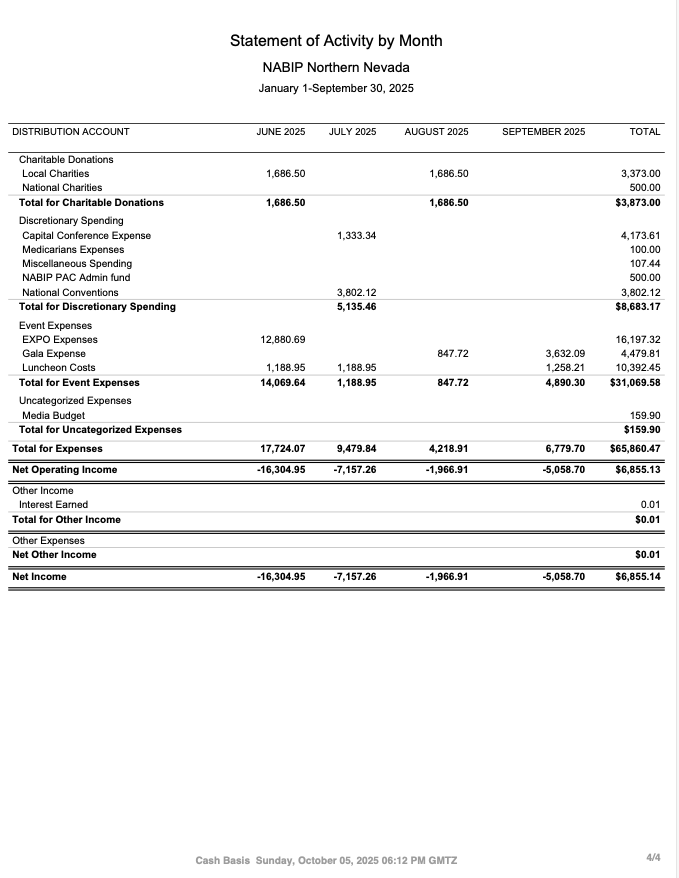 Statement of Activity by Month
NABIP Northern Nevada
January 1-September 30, 2025
DISTRIBUTION ACCOUNT JUNE 2025 JULY 2025 AUGUST 2025 SEPTEMBER 2025 TOTAL
Charitable Donations
Local Charities 1,686.50 1,686.50 3,373.00
National Charities 500.00
Total for Charitable Donations 1,686.50 1,686.50 $3,873.00
Discretionary Spending
Capital Conference Expense 1,333.34 4,173.61
Medicarians Expenses 100.00
Miscellaneous Spending 107.44
NABIP PAC Admin fund 500.00
National Conventions 3,802.12 3,802.12
Total for Discretionary Spending 5,135.46 $8,683.17
Event Expenses
EXPO Expenses 12,880.69 16,197.32
Gala Expense 847.72 3,632.09 4,479.81
Luncheon Costs 1,188.95 1,188.95 1,258.21 10,392.45
Total for Event Expenses 14,069.64 1,188.95 847.72 4,890.30 $31,069.58
Uncategorized Expenses
Media Budget 159.90
Total for Uncategorized Expenses $159.90
Total for Expenses 17,724.07 9,479.84 4,218.91 6,779.70 $65,860.47
Net Operating Income -16,304.95 -7,157.26 -1,966.91 -5,058.70 $6,855.13
Other Income
Interest Earned 0.01
Total for Other Income $0.01
Other Expenses
Net Other Income $0.01
Net Income -16,304.95 -7,157.26 -1,966.91 -5,058.70 $6,855.14
Cash Basis Sunday, October 05, 2025 06:12 PM GMTZ 4/4